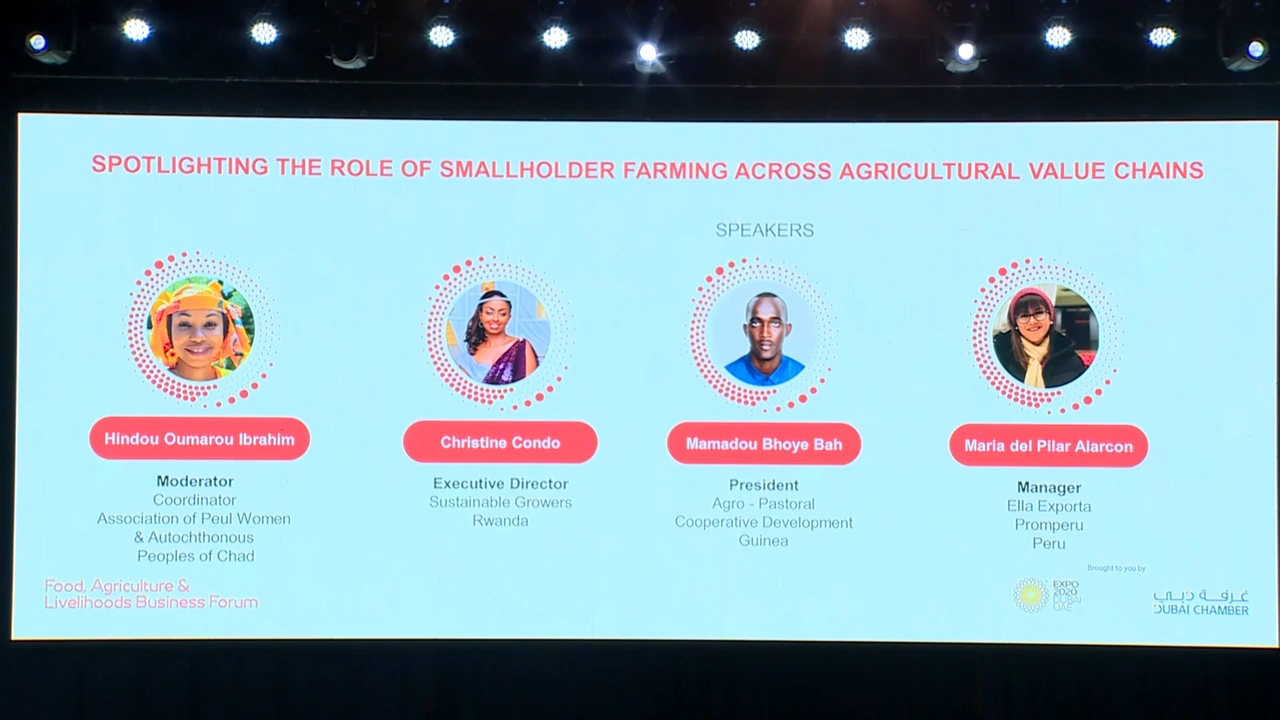 SPOTLIGHTING THE ROLE OF SMALLHOLDER FARMING ACROSS AGRICULTURAL VALUE CHAINS
SPEAKERS
Hindou Oumarou Ibrahim
Moderator
Coordinator
Association of Peul Women
& Autochthonous
Peoples of Chad
Christine Condo
Executive Director
Sustainable Growers
Rwanda
Mamadou Bhoye Bah
President
Agro - Pastoral
Cooperative Development
Guinea
Maria del Pilar Alarcon
Manager
Ella Exporta
Promperu
Peru
Food, Agriculture &
Livelihoods Business Forum
Brought to you by
EXPO
2020
DUBAI
UAE
غرفة دبي
DUBAI CHAMBER